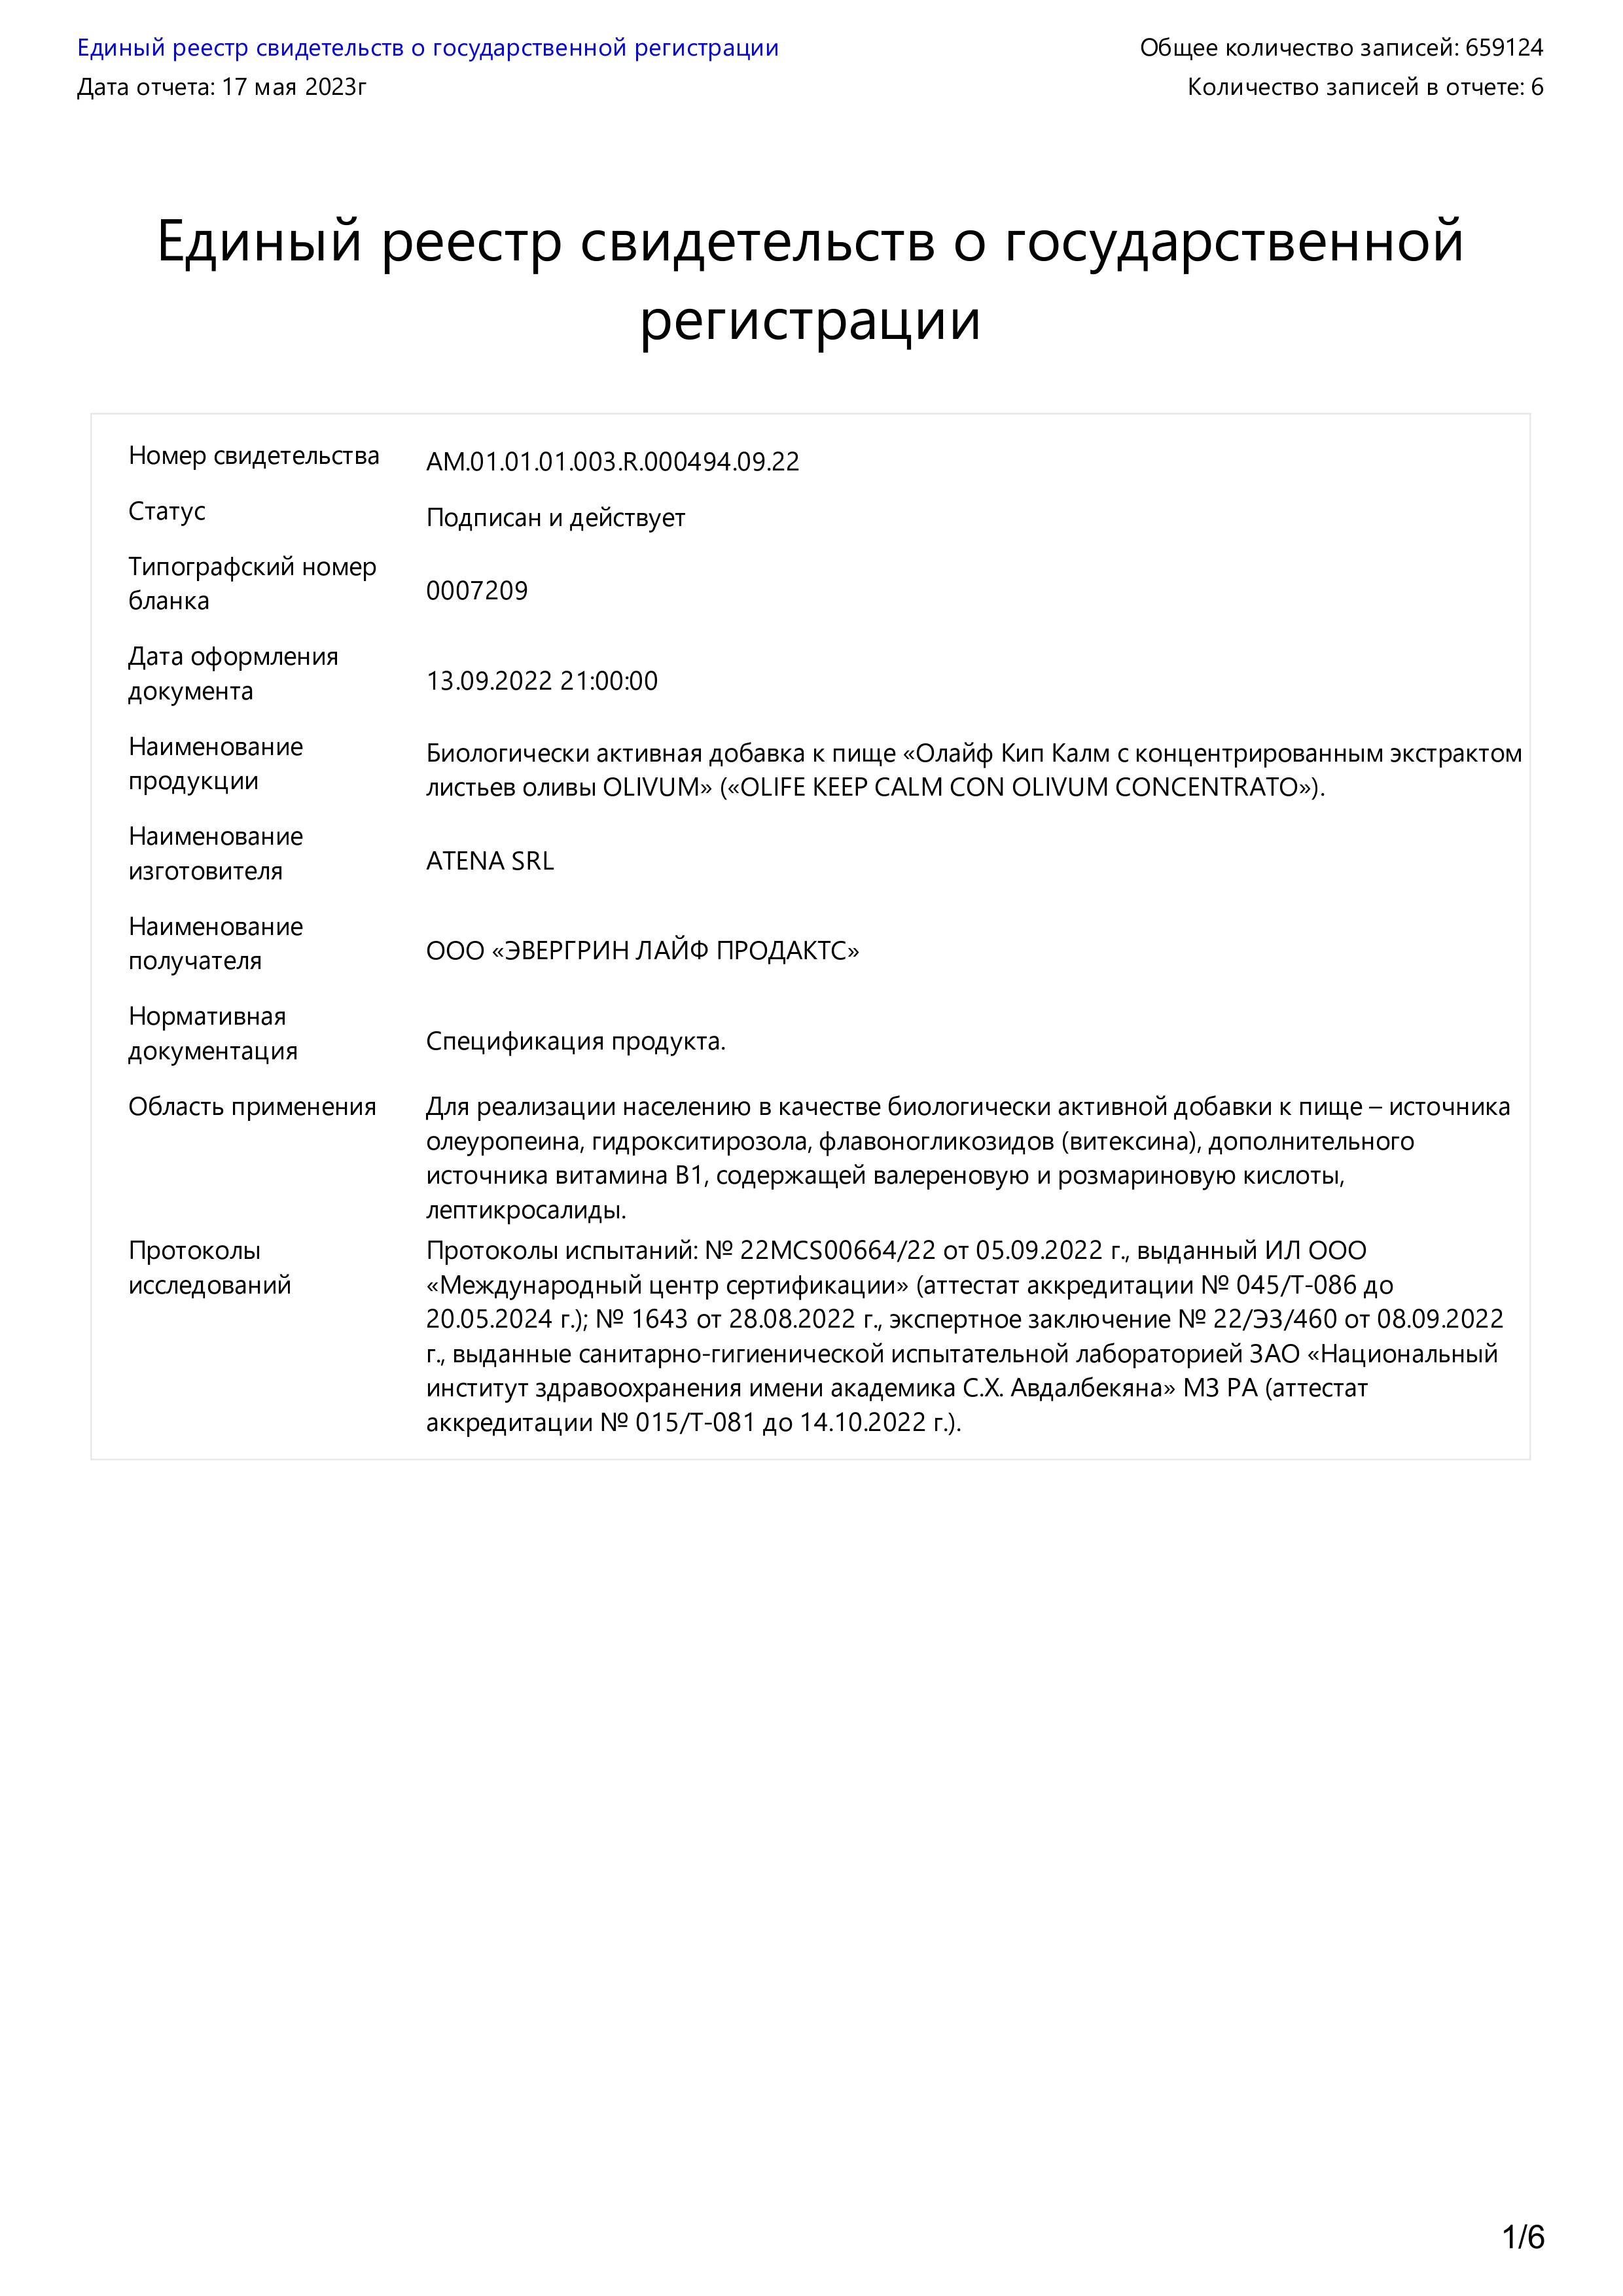 Единый реестр свидетельств о государственной регистрации
Общее количество записей: 659124
Дата отчета: 17 мая 2023г
Количество записей в отчете: 6
Единый реестр свидетельств о государственной
регистрации
Номер свидетельства
AM.01.01.01.003.R.000494.09.22
Статус
Подписан и действует
Типографский номер
бланка
0007209
Дата оформления
документа
13.09.2022 21:00:00
Наименование
продукции
Биологически активная добавка к пище «Олайф Кип Калм с концентрированным экстрактом
листьев оливы OLIVUM» («OLIFE KEEP CALM CON OLIVUM CONCENTRATO»).
Наименование
изготовителя
ATENA SRL
Наименование
получателя
ООО «ЭВЕРГРИН ЛАЙФ ПРОДАКТС»
Нормативная
документация
Спецификация продукта.
Область применения
Для реализации населению в качестве биологически активной добавки к пище – источника
олеуропеина, гидрокситирозола, флавоногликозидов (витексина), дополнительного
источника витамина В1, содержащей валереновую и розмариновую кислоты,
лептикросалиды.
Протоколы
исследований
Протоколы испытаний: № 22MCS00664/22 от 05.09.2022 г., выданный ИЛ ООО
«Международный центр сертификации» (аттестат аккредитации № 045/T-086 до
20.05.2024 г.); № 1643 от 28.08.2022 г., экспертное заключение № 22/ЭЗ/460 от 08.09.2022
г., выданные санитарно-гигиенической испытательной лабораторией ЗАО «Национальный
институт здравоохранения имени академика С.Х. Авдалбекяна» МЗ РА (аттестат
аккредитации № 015/T-081 до 14.10.2022 г.).
1/6